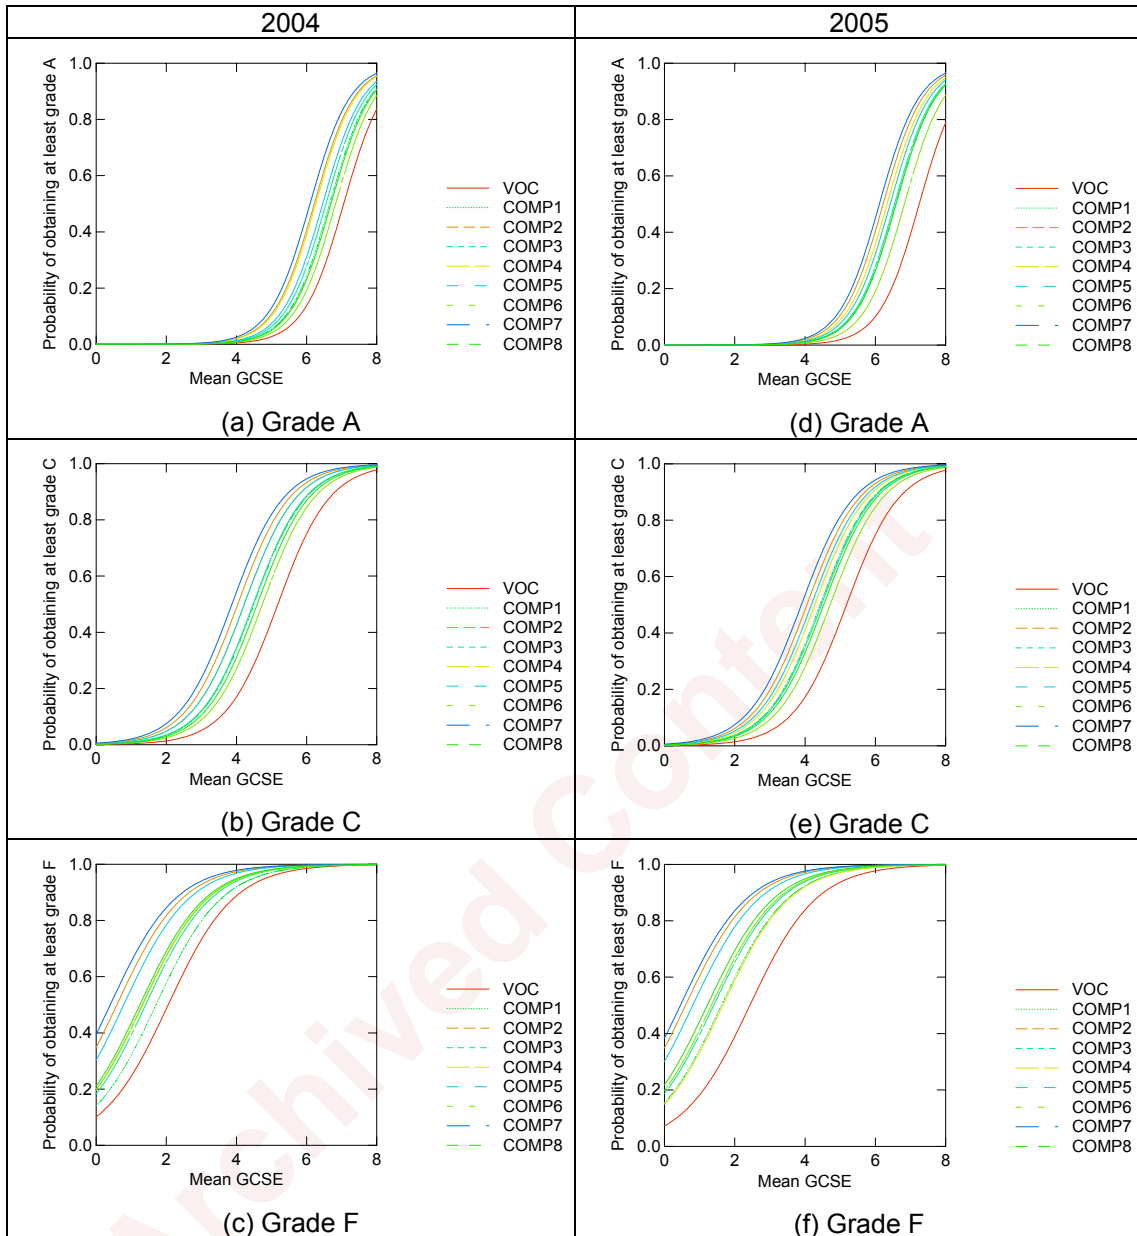 2004
2005
Probability of obtaining at least grade A
1.0
0.8
0.6
0.4
0.2
0.0
0 2 4 6 8
Mean GCSE
VOC
COMP1
COMP2
COMP3
COMP4
COMP5
COMP6
COMP7
COMP8
(a) Grade A
Probability of obtaining at least grade A
1.0
0.8
0.6
0.4
0.2
0.0
0 2 4 6 8
Mean GCSE
VOC
COMP1
COMP2
COMP3
COMP4
COMP5
COMP6
COMP7
COMP8
(d) Grade A
Probability of obtaining at least grade C
1.0
0.8
0.6
0.4
0.2
0.0
0 2 4 6 8
Mean GCSE
VOC
COMP1
COMP2
COMP3
COMP4
COMP5
COMP6
COMP7
COMP8
(b) Grade C
Probability of obtaining at least grade C
1.0
0.8
0.6
0.4
0.2
0.0
0 2 4 6 8
Mean GCSE
VOC
COMP1
COMP2
COMP3
COMP4
COMP5
COMP6
COMP7
COMP8
(e) Grade C
Probability of obtaining at least grade F
1.0
0.8
0.6
0.4
0.2
0.0
0 2 4 6 8
Mean GCSE
VOC
COMP1
COMP2
COMP3
COMP4
COMP5
COMP6
COMP7
COMP8
(c) Grade F
Probability of obtaining at least grade F
1.0
0.8
0.6
0.4
0.2
0.0
0 2 4 6 8
Mean GCSE
VOC
COMP1
COMP2
COMP3
COMP4
COMP5
COMP6
COMP7
COMP8
(f) Grade F
Archived Content